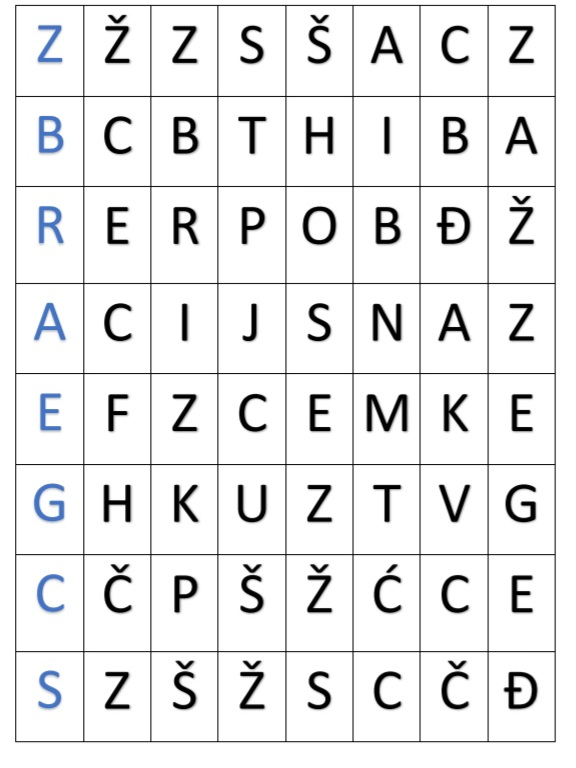 Z Ž Z S Š A C Z
B C B T H I B A
R E R P O B Đ Ž
A C I J S N A Z
E F Z C E M K E
G H K U Z T V G
C Č P Š Ž Ć C E
S Z Š Ž S C Č Đ